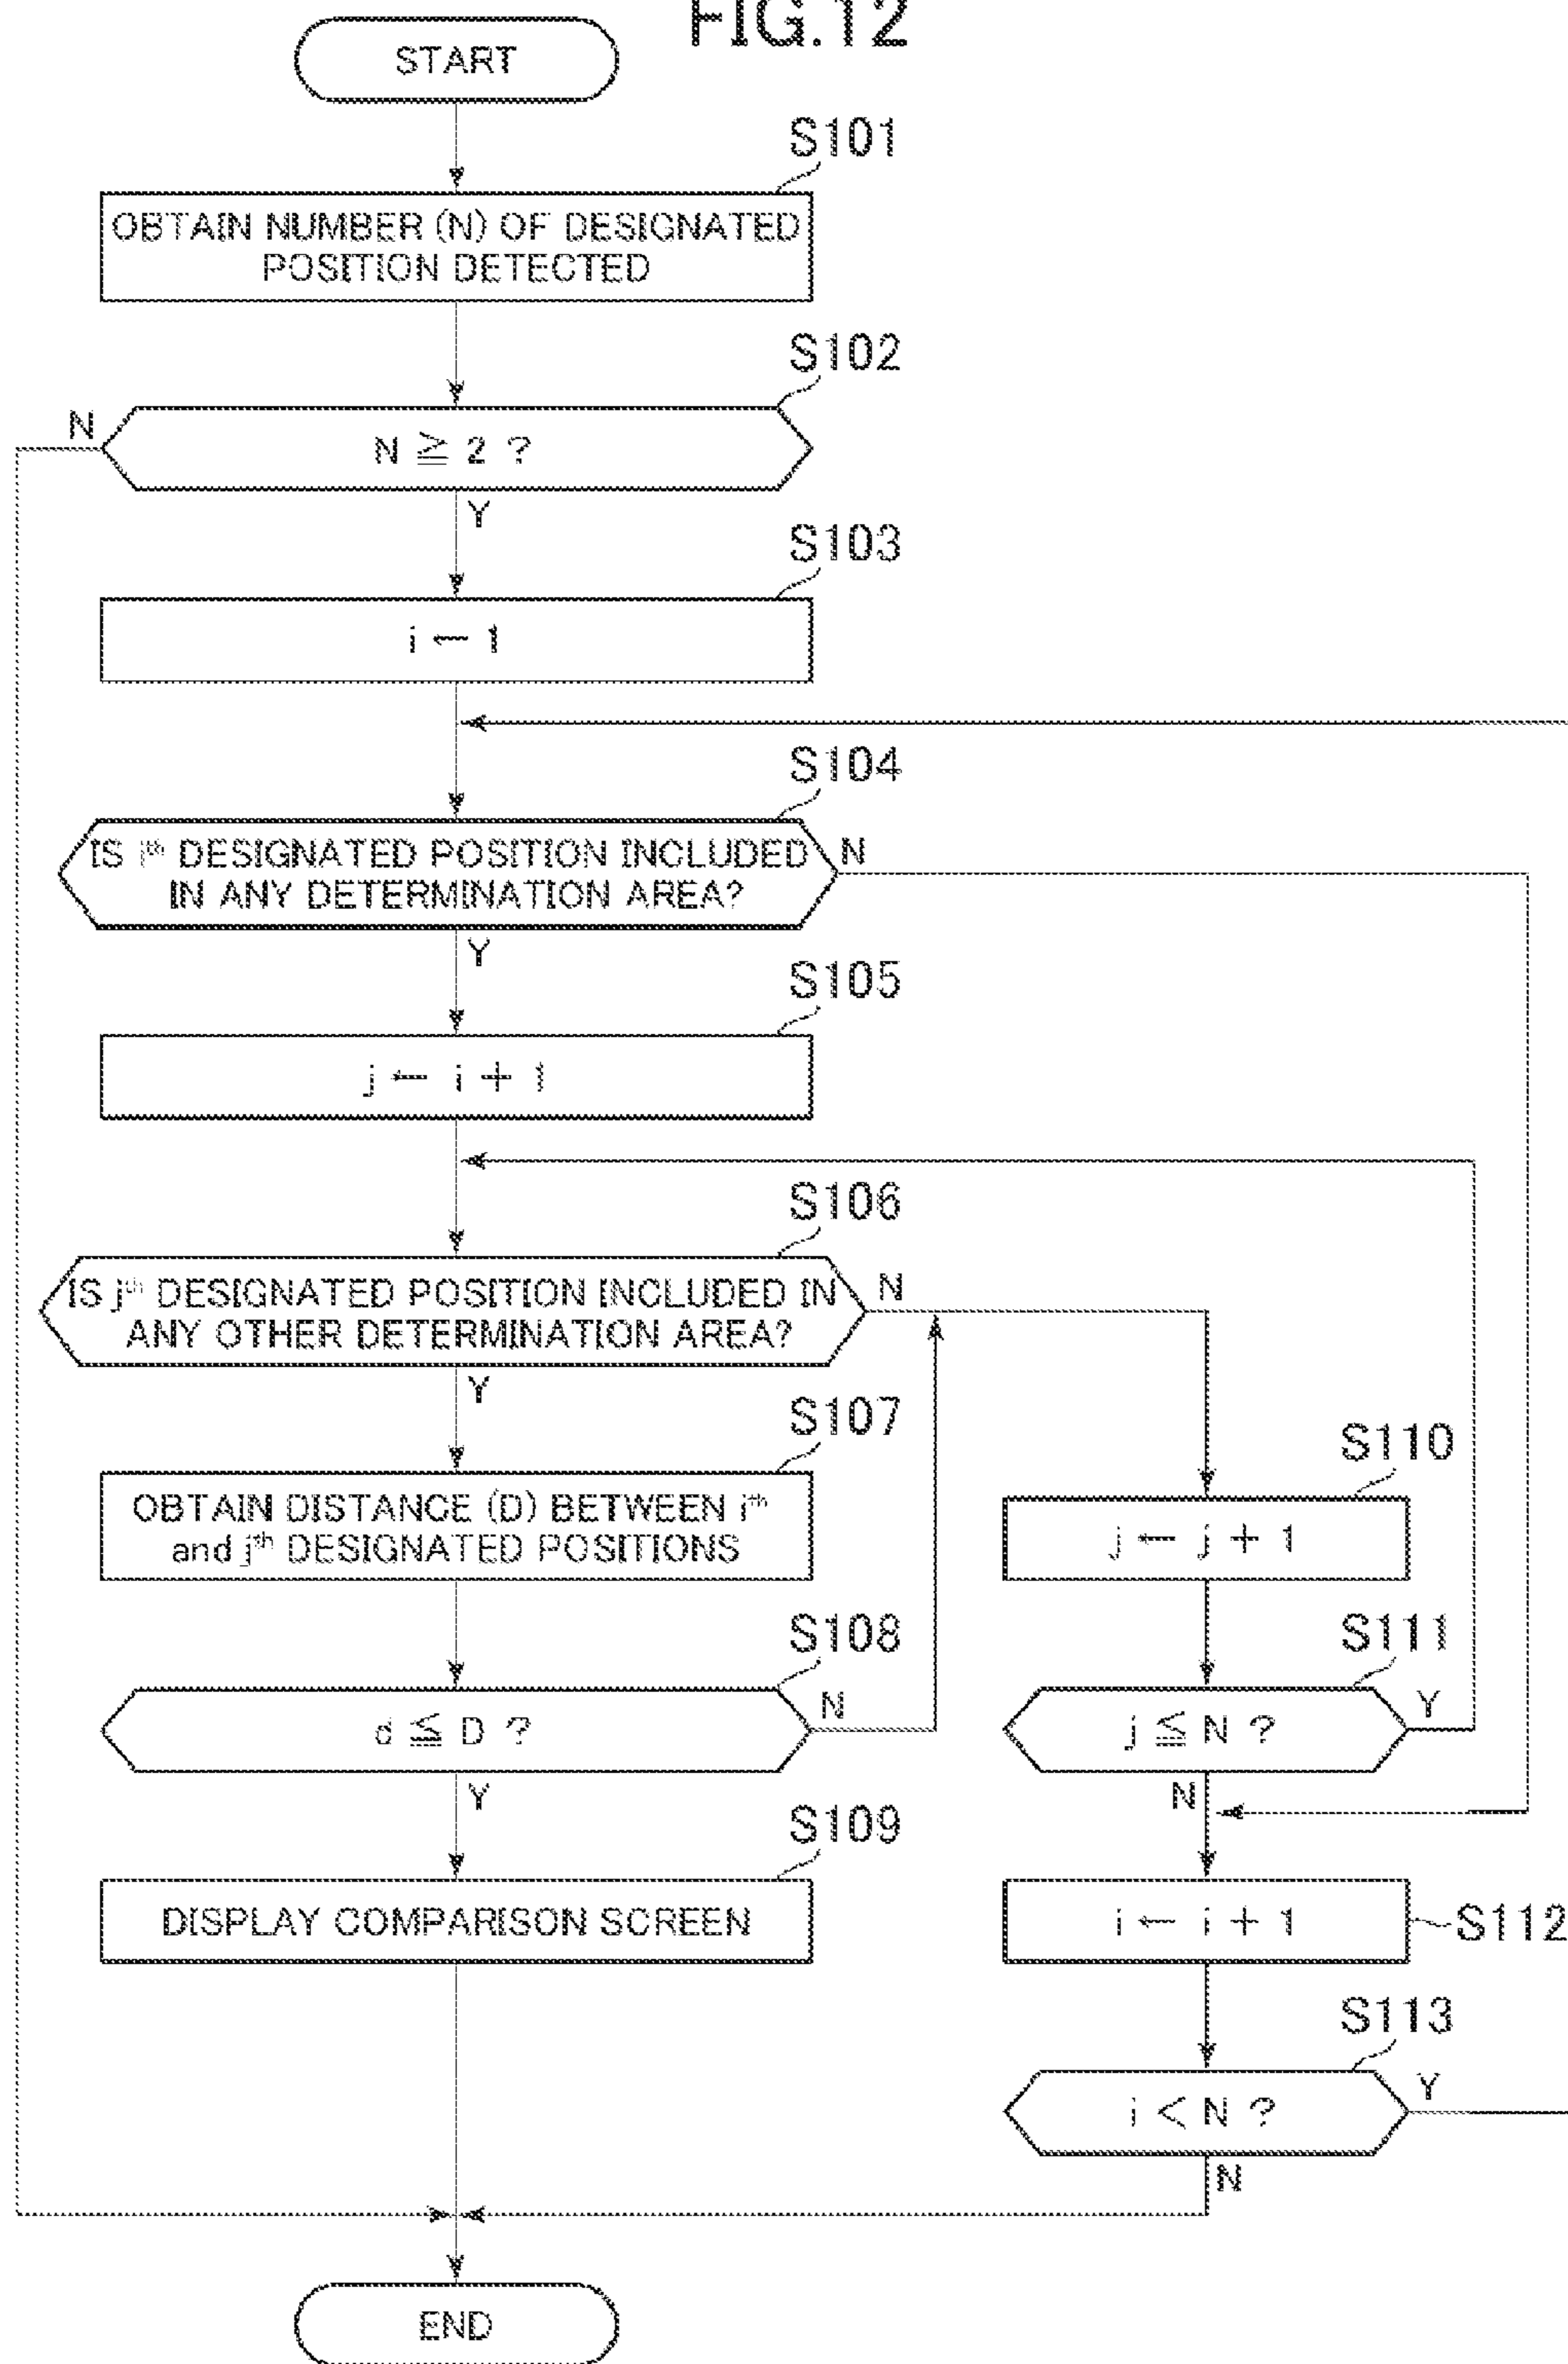 FIG.12
START
S101
OBTAIN NUMBER (N) OF DESIGNATED
POSITION DETECTED
S102
N
N ≧ 2 ?
Y
S103
i ← 1
S104
IS ith DESIGNATED POSITION INCLUDED
IN ANY DETERMINATION AREA?
N
Y
S105
j ← i + 1
S106
IS jth DESIGNATED POSITION INCLUDED IN
ANY OTHER DETERMINATION AREA?
N
Y
S107
OBTAIN DISTANCE (D) BETWEEN ith
and jth DESIGNATED POSITIONS
S108
d ≦ D ?
N
Y
S109
DISPLAY COMPARISON SCREEN
S110
j ← j + 1
S111
j ≦ N ?
Y
N
S112
i ← i + 1
S113
i < N ?
Y
N
END